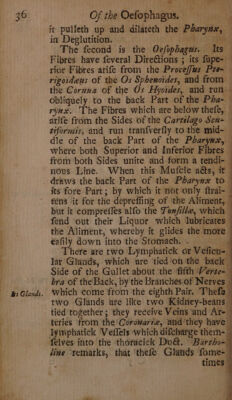 36 Of the Oesophagus.
it pulleth up and dilateth the Pharynx,
in Deglutition.
The second is the Oesophagus. Its
Fibres have several Directions; its supe-
rior Fibres arise from the Processus Pte-
rigoidæus of the Os Sphenoides, and from
the Cornua of the Os Hyoides, and run
obliquely to the back Part of the Pha-
rynx. The Fibres which are below these,
arise from the Sides of the Cartilago Scu-
tiformis, and run transversly to the mid-
dle of the back Part of the Pharynx,
where both Superior and Inferior Fibres
from both Sides unite and form a tendi-
nous Line. When this Muscle acts, it
draws the back Part of the Pharynx to
its fore Part; by which it not only strai-
tens it for the depressing of the Aliment,
but it compresses also the Tonsillæ, which
send out their Liquor which lubricates
the Aliment, whereby it glides the more
easily down into the Stomach.
There are two Lymphatick or Vesicu-
lar Glands, which are tied on the back
Side of the Gullet about the fifth Verte-
bra of the Back, by the Branches of Nerves
Its Glands. which come from the eighth Pair. These
two Glands are like two Kidney-beans
tied together; they receive Veins and Ar-
teries from the Coronariæ, and they have
lymphatick Vessels which discharge them-
selves into the thoracick Duct. Bartho-
line remarks, that these Glands some-
times